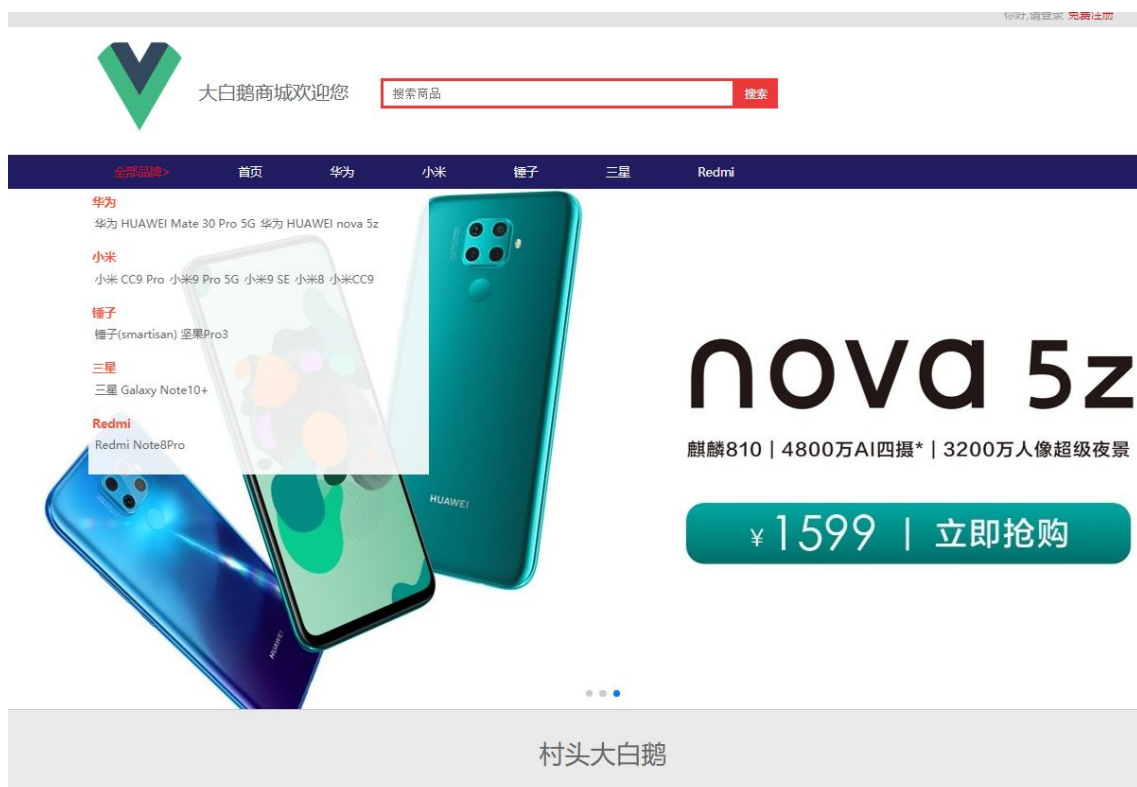 你好,请登录 免费注册
大白鹅商城欢迎您
搜索商品
搜索
全部品牌> 首页 华为 小米 锤子 三星 Redmi
华为
华为 HUAWEI Mate 30 Pro 5G 华为 HUAWEI nova 5z
小米
小米 CC9 Pro 小米9 Pro 5G 小米9 SE 小米8 小米CC9
锤子
锤子(smartisan) 坚果Pro3
三星
三星 Galaxy Note10+
Redmi
Redmi Note8Pro
HUAWEI
HUAWEI
nova 5z
麒麟810 | 4800万AI四摄* | 3200万人像超级夜景
¥1599 | 立即抢购
村头大白鹅